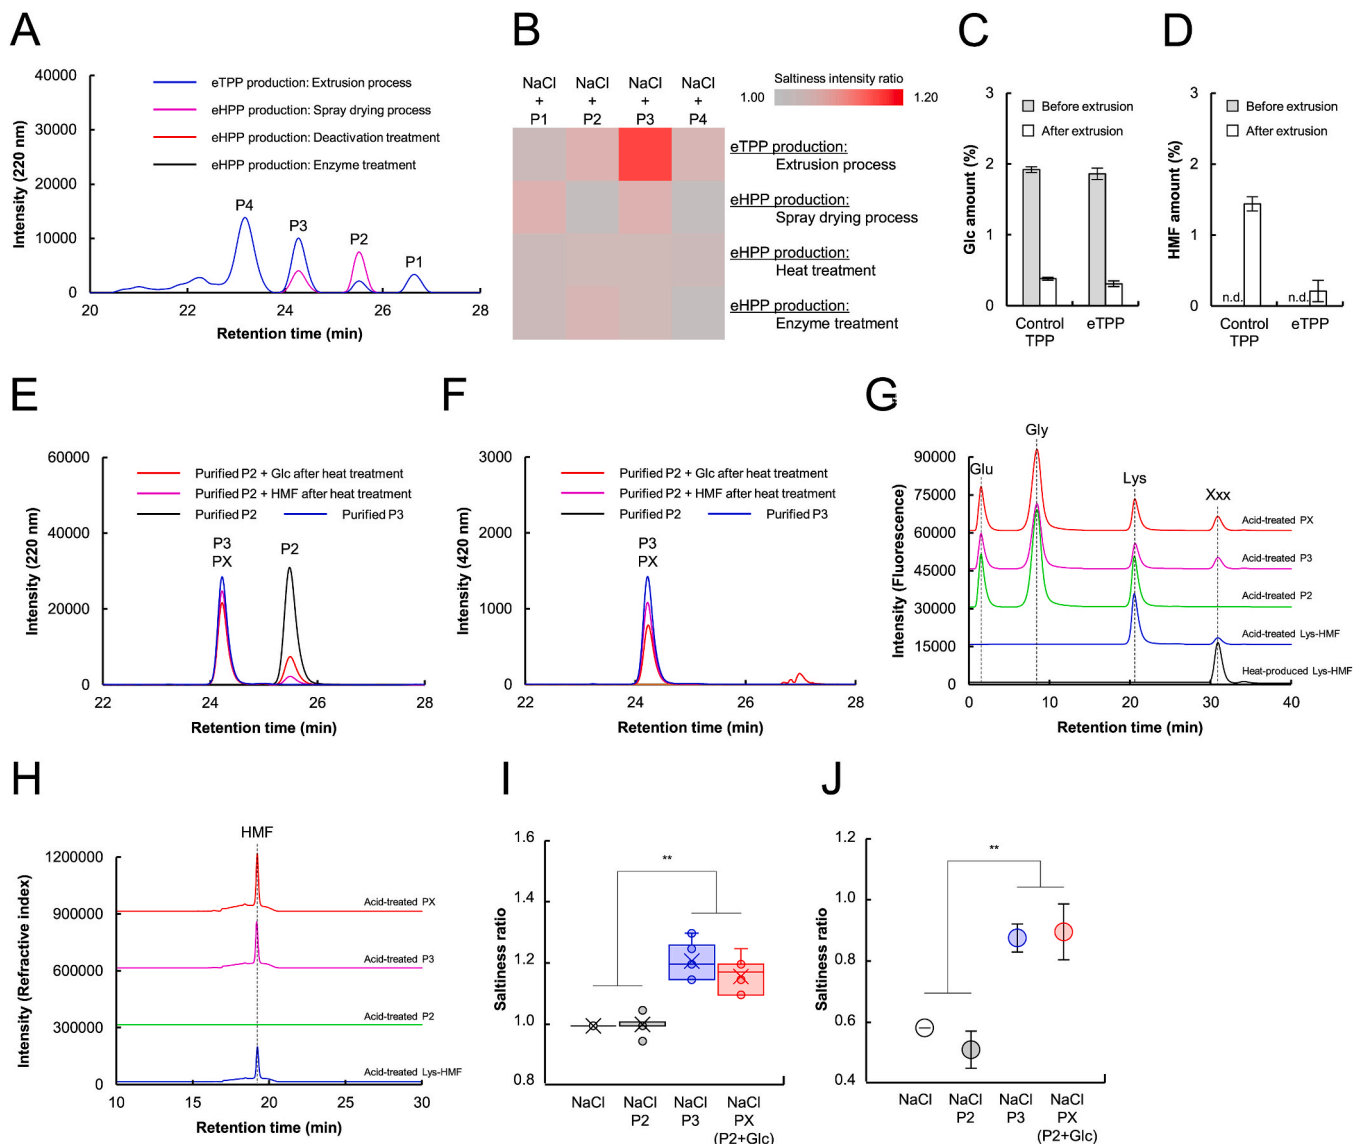 A
40000
30000
20000
10000
0
Intensity (220 nm)
eTPP production: Extrusion process
eHPP production: Spray drying process
eHPP production: Deactivation treatment
eHPP production: Enzyme treatment
P4
P3
P2
P1
20 22 24 26 28
Retention time (min)
B
NaCl NaCl NaCl NaCl
+ + + +
P1 P2 P3 P4
Saltiness intensity ratio
1.00 1.20
eTPP production:
Extrusion process
eHPP production:
Spray drying process
eHPP production:
Heat treatment
eHPP production:
Enzyme treatment
C
Glc amount (%)
3
2
1
0
Before extrusion
After extrusion
Control eTPP
TPP
D
HMF amount (%)
3
2
1
0
Before extrusion
After extrusion
n.d. n.d.
Control eTPP
TPP
E
60000
40000
20000
0
Intensity (220 nm)
Purified P2 + Glc after heat treatment
Purified P2 + HMF after heat treatment
Purified P2 Purified P3
P3
PX
P2
22 24 26 28
Retention time (min)
F
3000
2000
1000
0
Intensity (420 nm)
Purified P2 + Glc after heat treatment
Purified P2 + HMF after heat treatment
Purified P2 Purified P3
P3
PX
22 24 26 28
Retention time (min)
G
90000
75000
60000
45000
30000
15000
0
Intensity (Fluorescence)
Glu
Gly
Lys
Xxx
Acid-treated PX
Acid-treated P3
Acid-treated P2
Acid-treated Lys-HMF
Heat-produced Lys-HMF
0 10 20 30 40
Retention time (min)
H
1200000
900000
600000
300000
0
Intensity (Refractive index)
HMF
Acid-treated PX
Acid-treated P3
Acid-treated P2
Acid-treated Lys-HMF
10 15 20 25 30
Retention time (min)
I
1.6
1.4
1.2
1.0
0.8
Saltiness ratio
**
NaCl NaCl NaCl NaCl
P2 P3 PX
(P2+Glc)
J
1.2
1.0
0.8
0.6
0.4
Saltiness ratio
**
NaCl NaCl NaCl NaCl
P2 P3 PX
(P2+Glc)